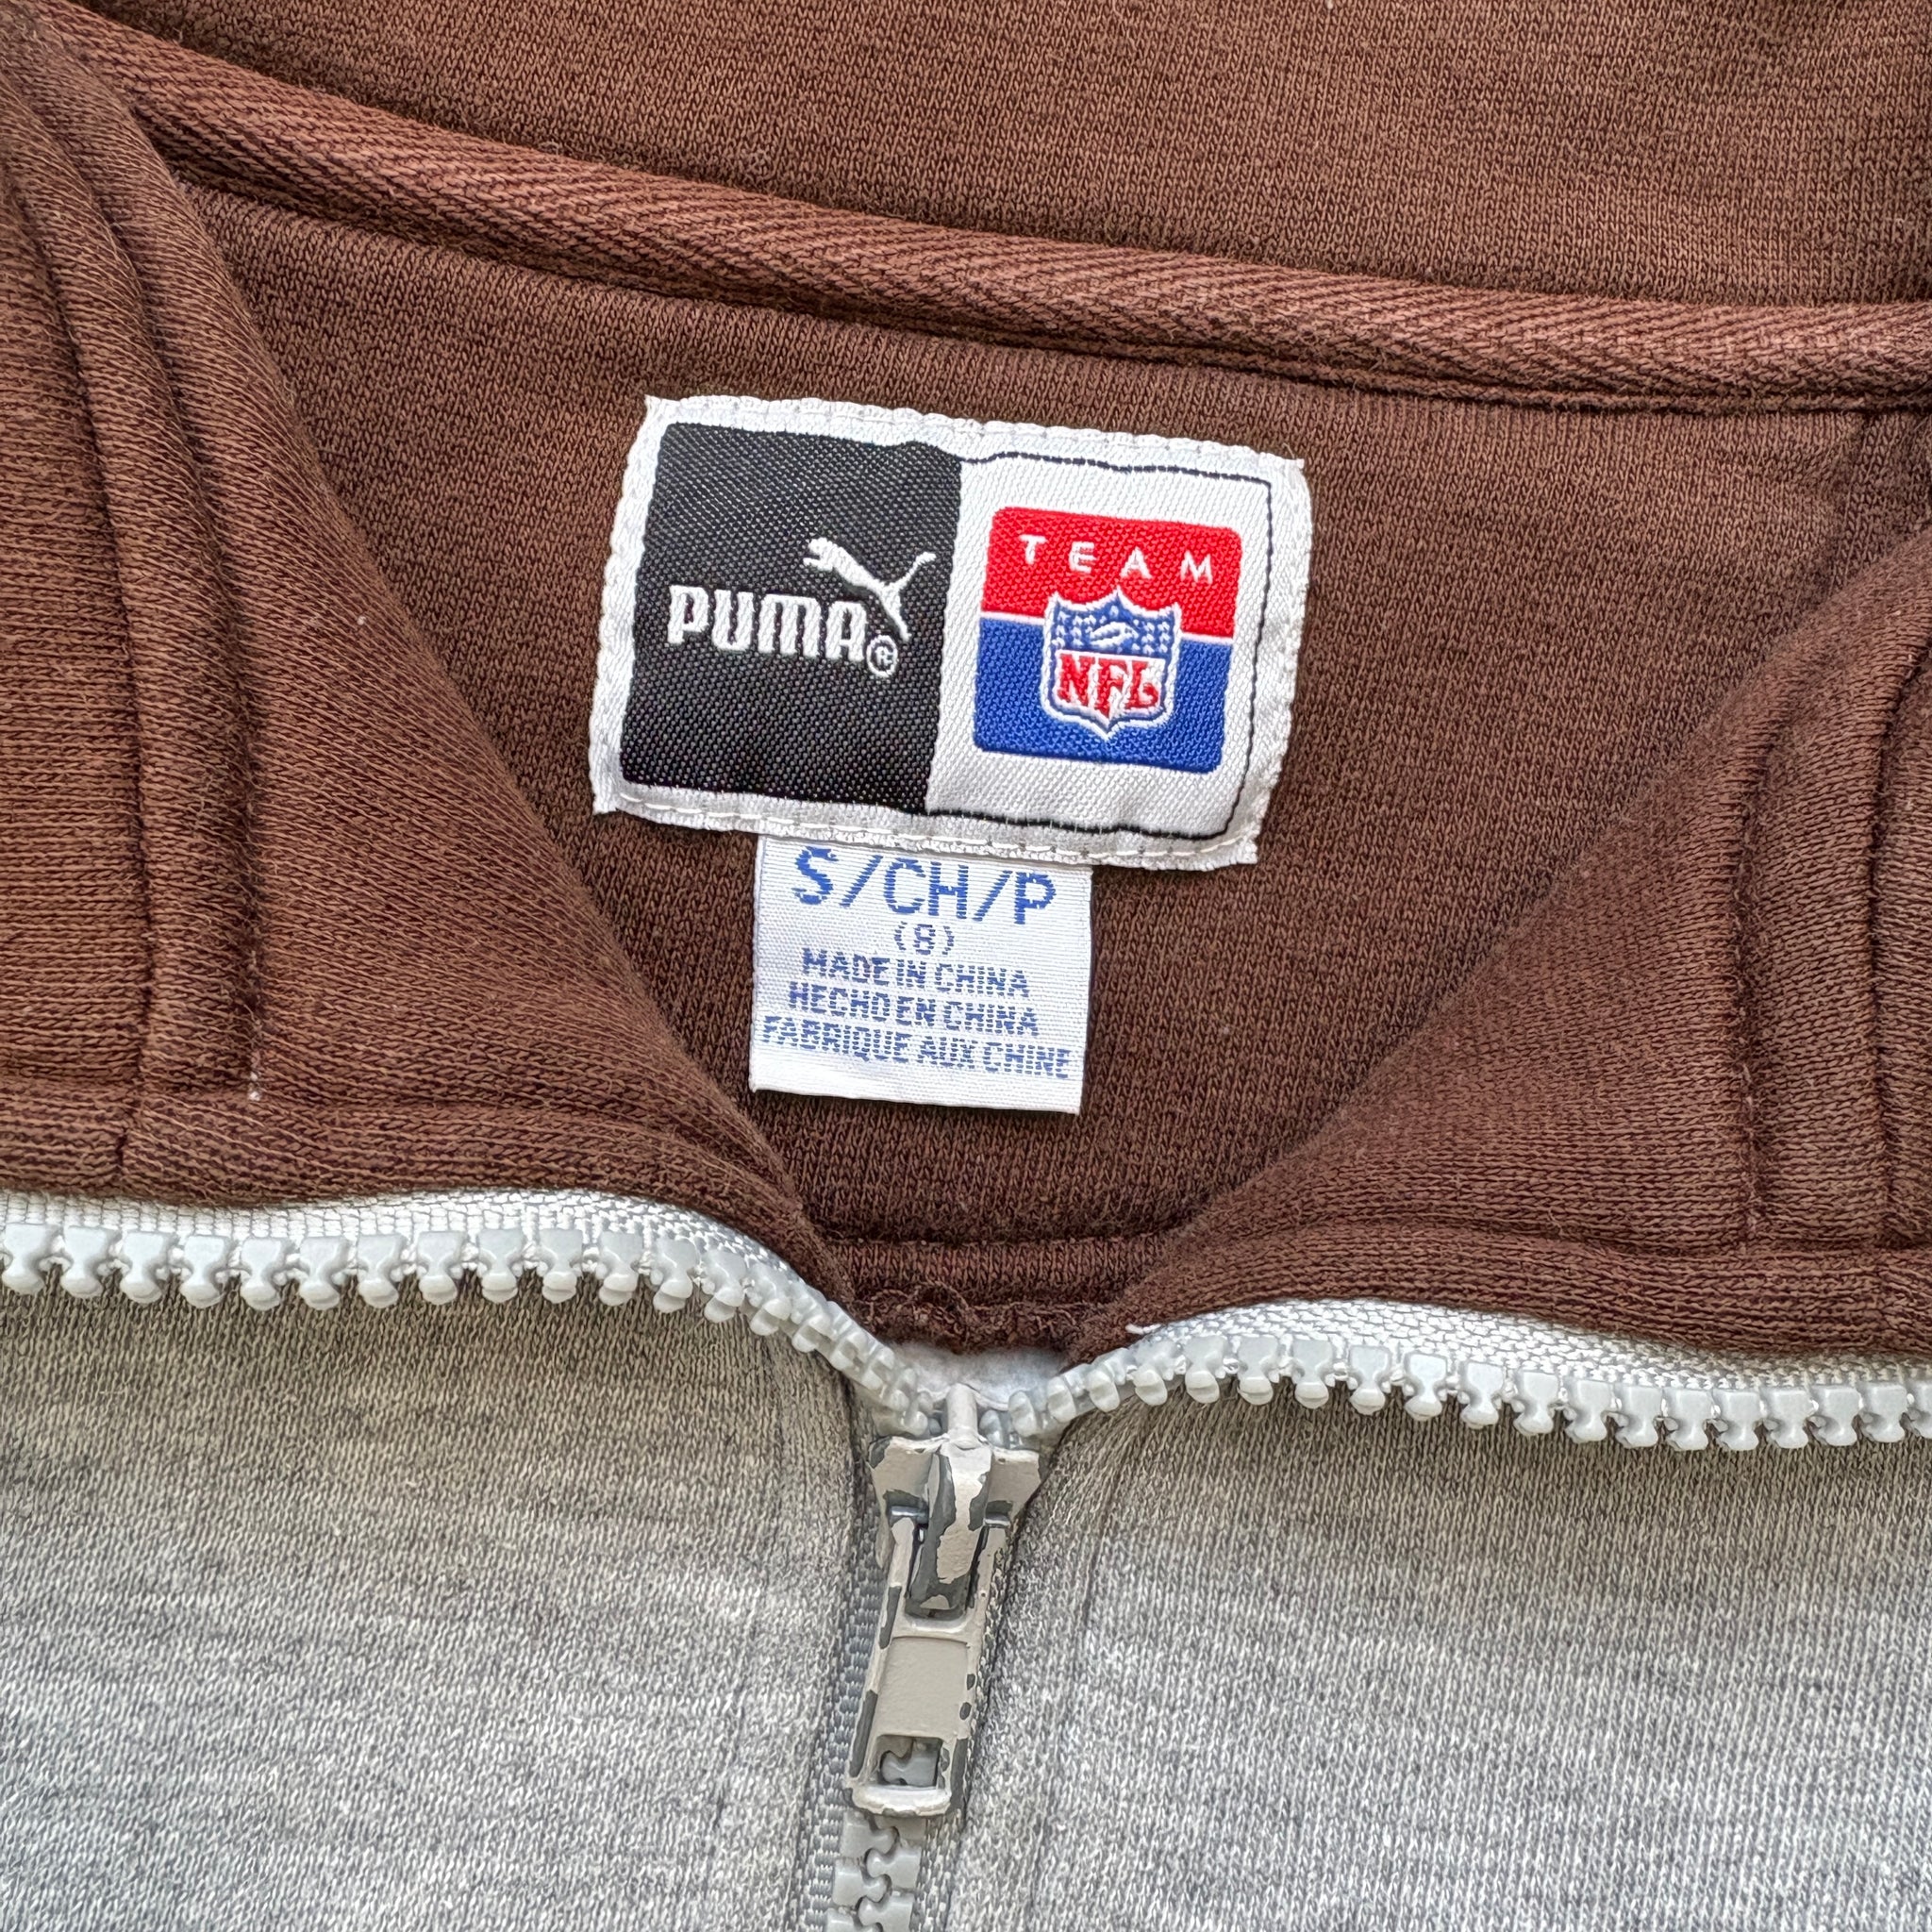 PUMA®
TEAM
NFL
S/CH/P
(8)
MADE IN CHINA
HECHO EN CHINA
FABRIQUE AUX CHINE